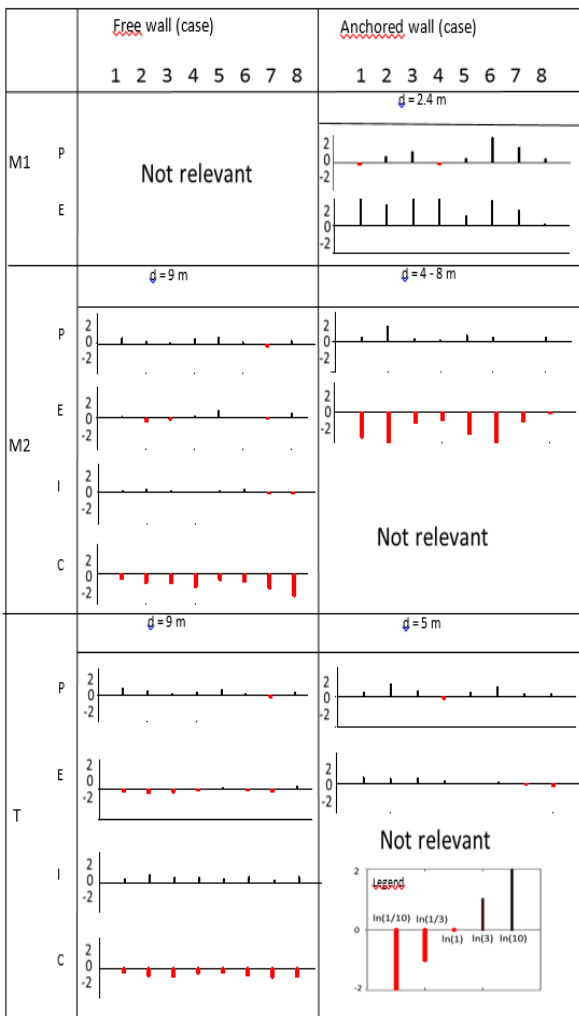 Free wall (case)
Anchored wall (case)
1 2 3 4 5 6 7 8
1 2 3 4 5 6 7 8
d = 2.4 m
M1
P
2
0
-2
Not relevant
E
2
0
-2
d = 9 m
d = 4 - 8 m
M2
P
2
0
-2
2
0
-2
E
2
0
-2
2
0
-2
I
2
0
-2
Not relevant
C
2
0
-2
d = 9 m
d = 5 m
T
P
2
0
-2
2
0
-2
E
2
0
-2
2
0
-2
Not relevant
I
2
0
-2
C
2
0
-2
Legend
2
0
-2
ln(1/10)
ln(1/3)
ln(1)
ln(3)
ln(10)